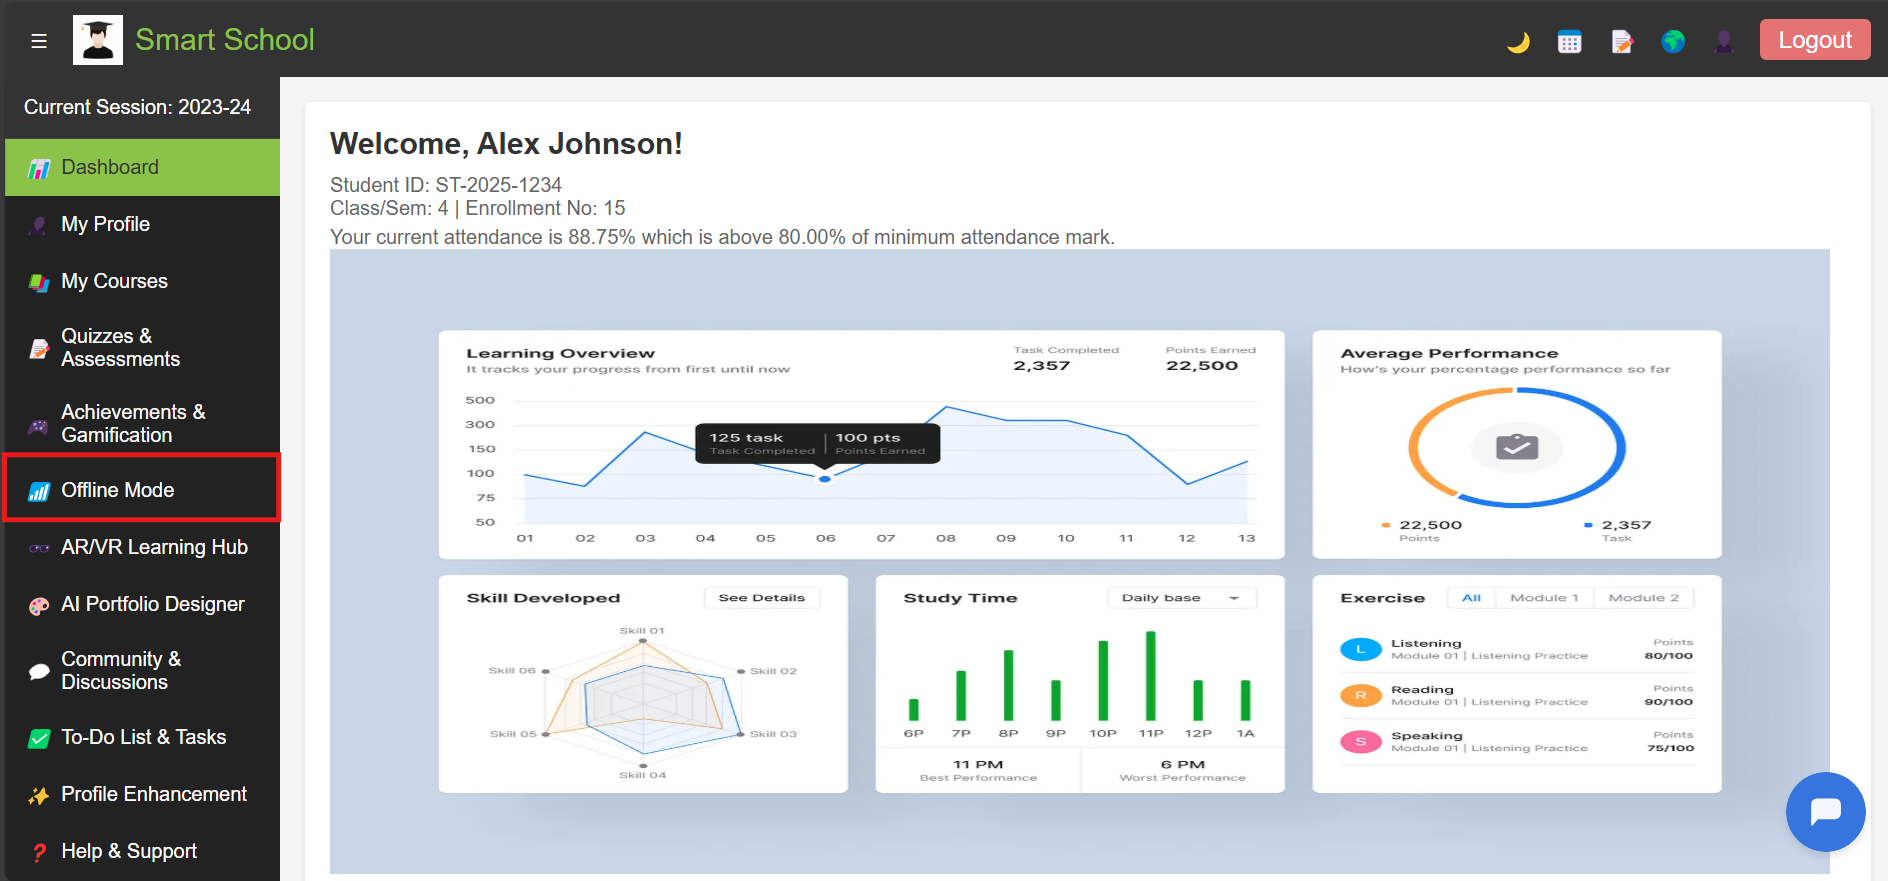 ☰ Smart School
Logout
Current Session: 2023-24
Dashboard
My Profile
My Courses
Quizzes &
Assessments
Achievements &
Gamification
Offline Mode
AR/VR Learning Hub
AI Portfolio Designer
Community &
Discussions
To-Do List & Tasks
Profile Enhancement
Help & Support
Welcome, Alex Johnson!
Student ID: ST-2025-1234
Class/Sem: 4 | Enrollment No: 15
Your current attendance is 88.75% which is above 80.00% of minimum attendance mark.
Learning Overview
It tracks your progress from first until now
Task Completed
2,357
Points Earned
22,500
500
300
150
100
75
50
125 task
Task Completed
100 pts
Points Earned
01 02 03 04 05 06 07 08 09 10 11 12 13
Average Performance
How's your percentage performance so far
22,500
Points
2,357
Task
Skill Developed
See Details
Skill 01
Skill 02
Skill 03
Skill 04
Skill 05
Skill 06
Study Time
Daily base
6P 7P 8P 9P 10P 11P 12P 1A
11 PM
Best Performance
6 PM
Worst Performance
Exercise
All Module 1 Module 2
L
Listening
Module 01 | Listening Practice
Points
80/100
R
Reading
Module 01 | Listening Practice
Points
90/100
S
Speaking
Module 01 | Listening Practice
Points
75/100